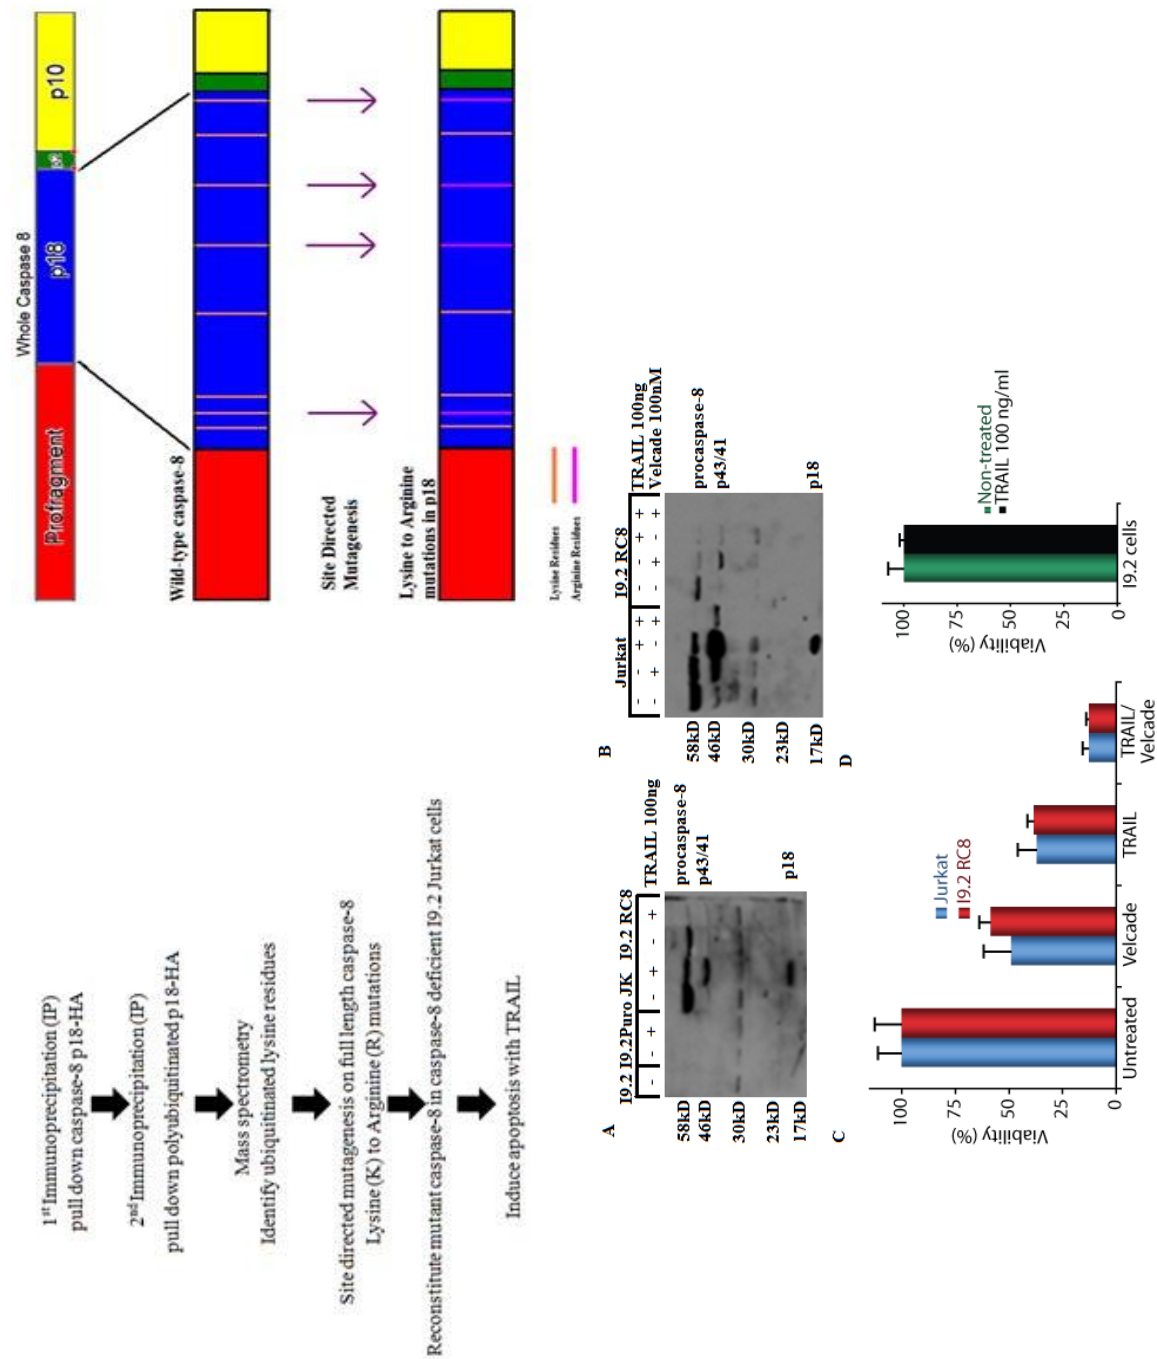 1st Immunoprecipitation (IP)
pull down caspase-8 p18-HA
2nd Immunoprecipitation (IP)
pull down polyubiquitinated p18-HA
Mass spectrometry
Identify ubiquitinated lysine residues
Site directed mutagenesis on full length caspase-8
Lysine (K) to Arginine (R) mutations
Reconstitute mutant caspase-8 in caspase-8 deficient I9.2 Jurkat cells
Induce apoptosis with TRAIL
Whole Caspase 8
Profragment
p18
p10
Wild-type caspase-8
Site Directed
Mutagenesis
Lysine to Arginine
mutations in p18
Lysine Residues
Arginine Residues
A
I9.2 I9.2Puro JK I9.2 RC8
- - + - + - + TRAIL 100ng
58kD procaspase-8
46kD p43/41
30kD
23kD
17kD p18
B
Jurkat I9.2 RC8
- - + + - - + + TRAIL 100ng
- + - + - + - + Velcade 100nM
58kD procaspase-8
46kD p43/41
30kD
23kD
17kD p18
C
Viability (%)
100
75
50
25
0
Jurkat
I9.2 RC8
Untreated
Velcade
TRAIL
TRAIL/
Velcade
D
Viability (%)
100
75
50
25
0
Non-treated
TRAIL 100 ng/ml
I9.2 cells